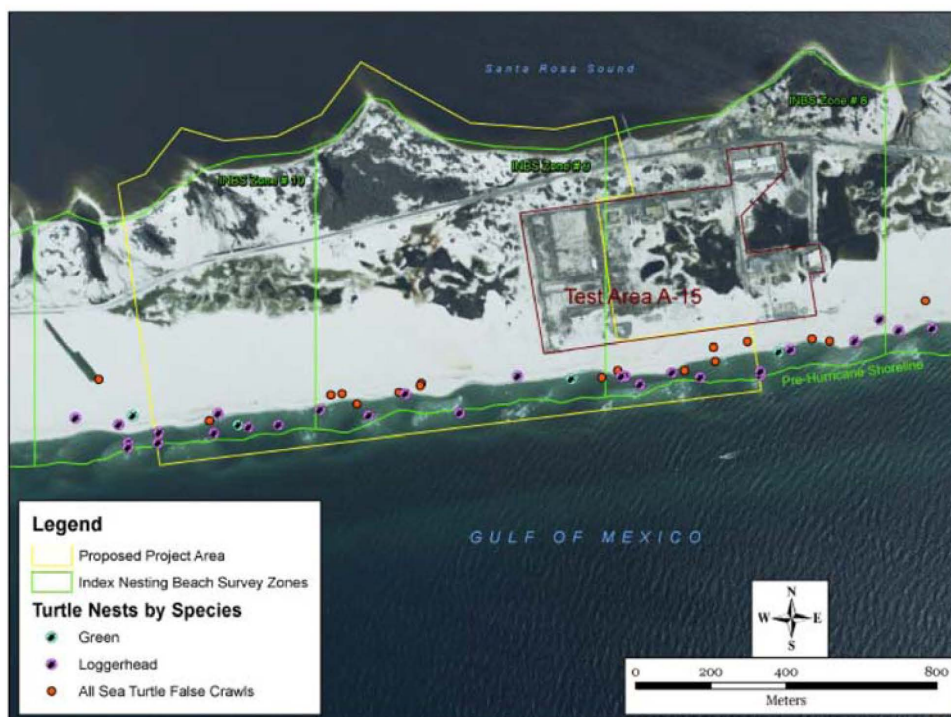 Santa Rosa Sound
INBS Zone # 8
INBS Zone # 9
INBS Zone # 10
Test Area A-15
Pre-Hurricane Shoreline
GULF OF MEXICO
Legend
Proposed Project Area
Index Nesting Beach Survey Zones
Turtle Nests by Species
Green
Loggerhead
All Sea Turtle False Crawls
N
W E
S
0 200 400 800
Meters